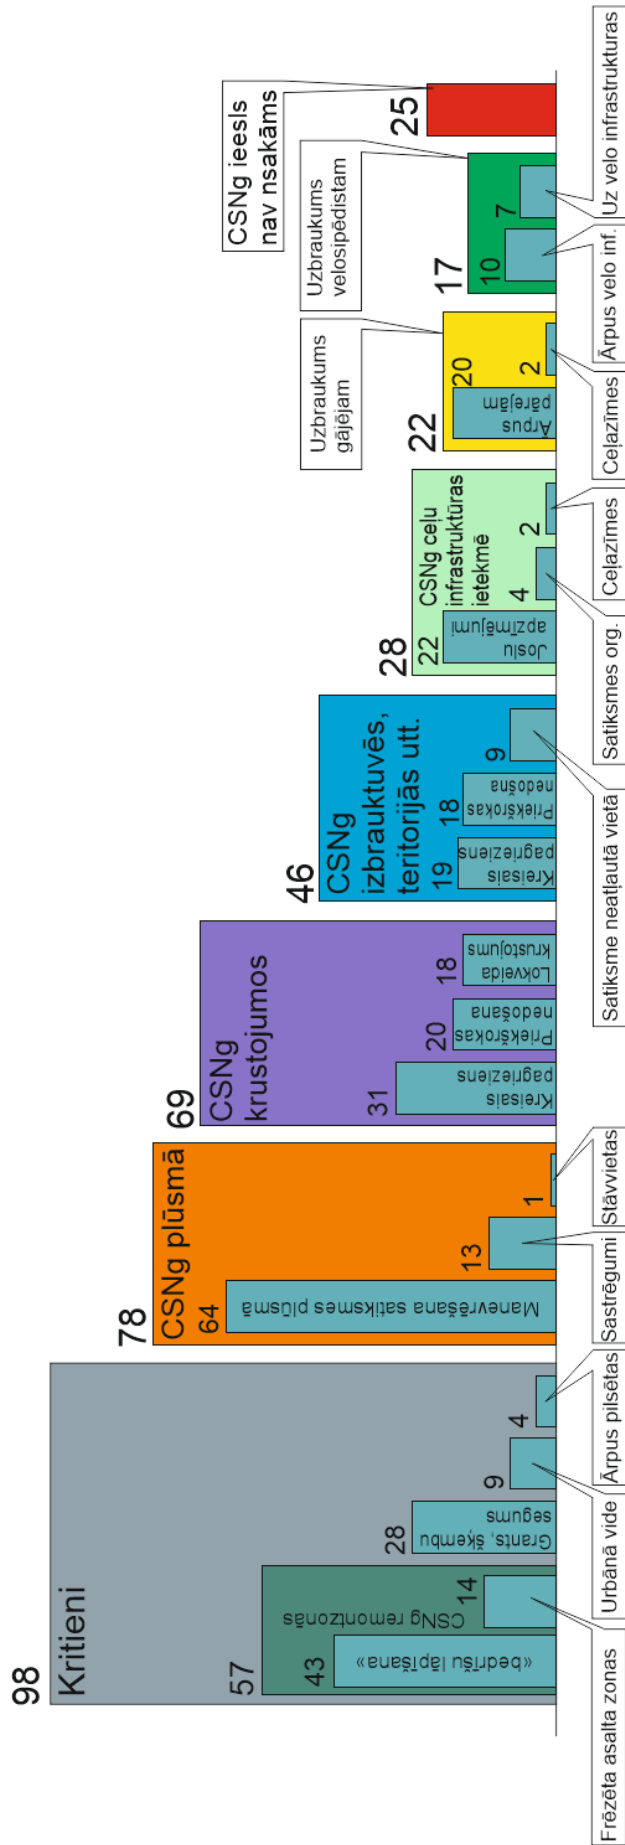 98
Kritieni
57
CSNg remontzonās
43
«bedrīšu lāpīšana»
14
Frēzēta asalta zonas
28
Grants, šķembu
segums
9
Urbānā vide
4
Ārpus pilsētas
78
CSNg plūsmā
64
Manevrēšana satiksmes plūsmā
13
Sastrēgumi
1
Stāvvietas
69
CSNg
krustojumos
31
Kreisais
pagrieziens
20
Priekšrokas
nedošana
18
Lokveida
krustojums
46
CSNg
izbrauktuvēs,
teritorijās utt.
19
Kreisais
pagrieziens
18
Priekšrokas
nedošna
9
Satiksme neatļautā vietā
28
CSNg ceļu
infrastruktūras
ietekmē
22
Joslu
apzīmējumi
4
Satiksmes org.
2
Ceļazīmes
Uzbraukums
gājējam
22
20
Ārpus
pārejām
2
Ceļazīmes
Uzbraukums
velosipēdistam
17
10
Ārpus velo inf.
7
Uz velo infrastrukturas
CSNg ieesls
nav nsakāms
25